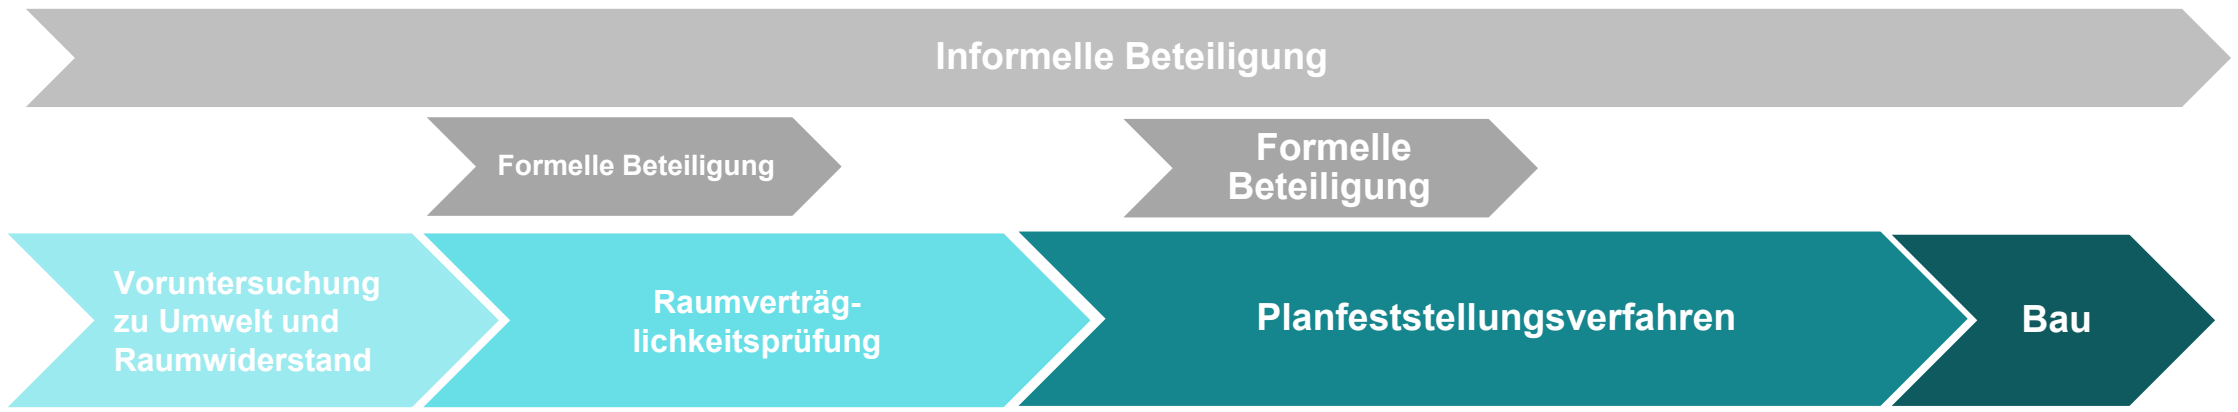 Informelle Beteiligung
Formelle Beteiligung
Formelle
Beteiligung
Voruntersuchung
zu Umwelt und
Raumwiderstand
Raumverträg-
lichkeitsprüfung
Planfeststellungsverfahren
Bau